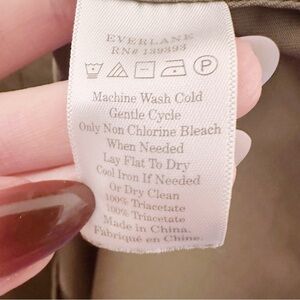 EVERLANE
RN# 139393
P
Machine Wash Cold
Gentle Cycle
Only Non Chlorine Bleach
When Needed
Lay Flat To Dry
Cool Iron If Needed
Or Dry Clean
100% Triacetate
100% Triacetate
Made in China.
Fabriqué en Chine.